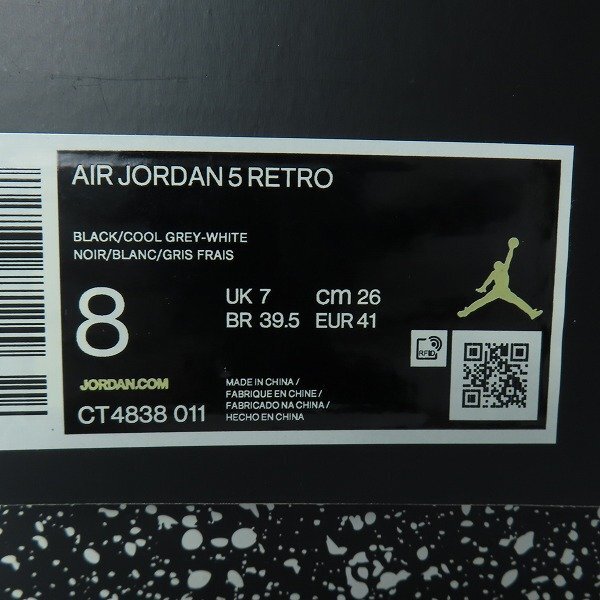 AIR JORDAN 5 RETRO
BLACK/COOL GREY-WHITE
NOIR/BLANC/GRIS FRAIS
8
UK 7 cm 26
BR 39.5 EUR 41
RFID
JORDAN.COM
CT4838 011
MADE IN CHINA /
FABRIQUE EN CHINE /
FABRICADO NA CHINA /
HECHO EN CHINA